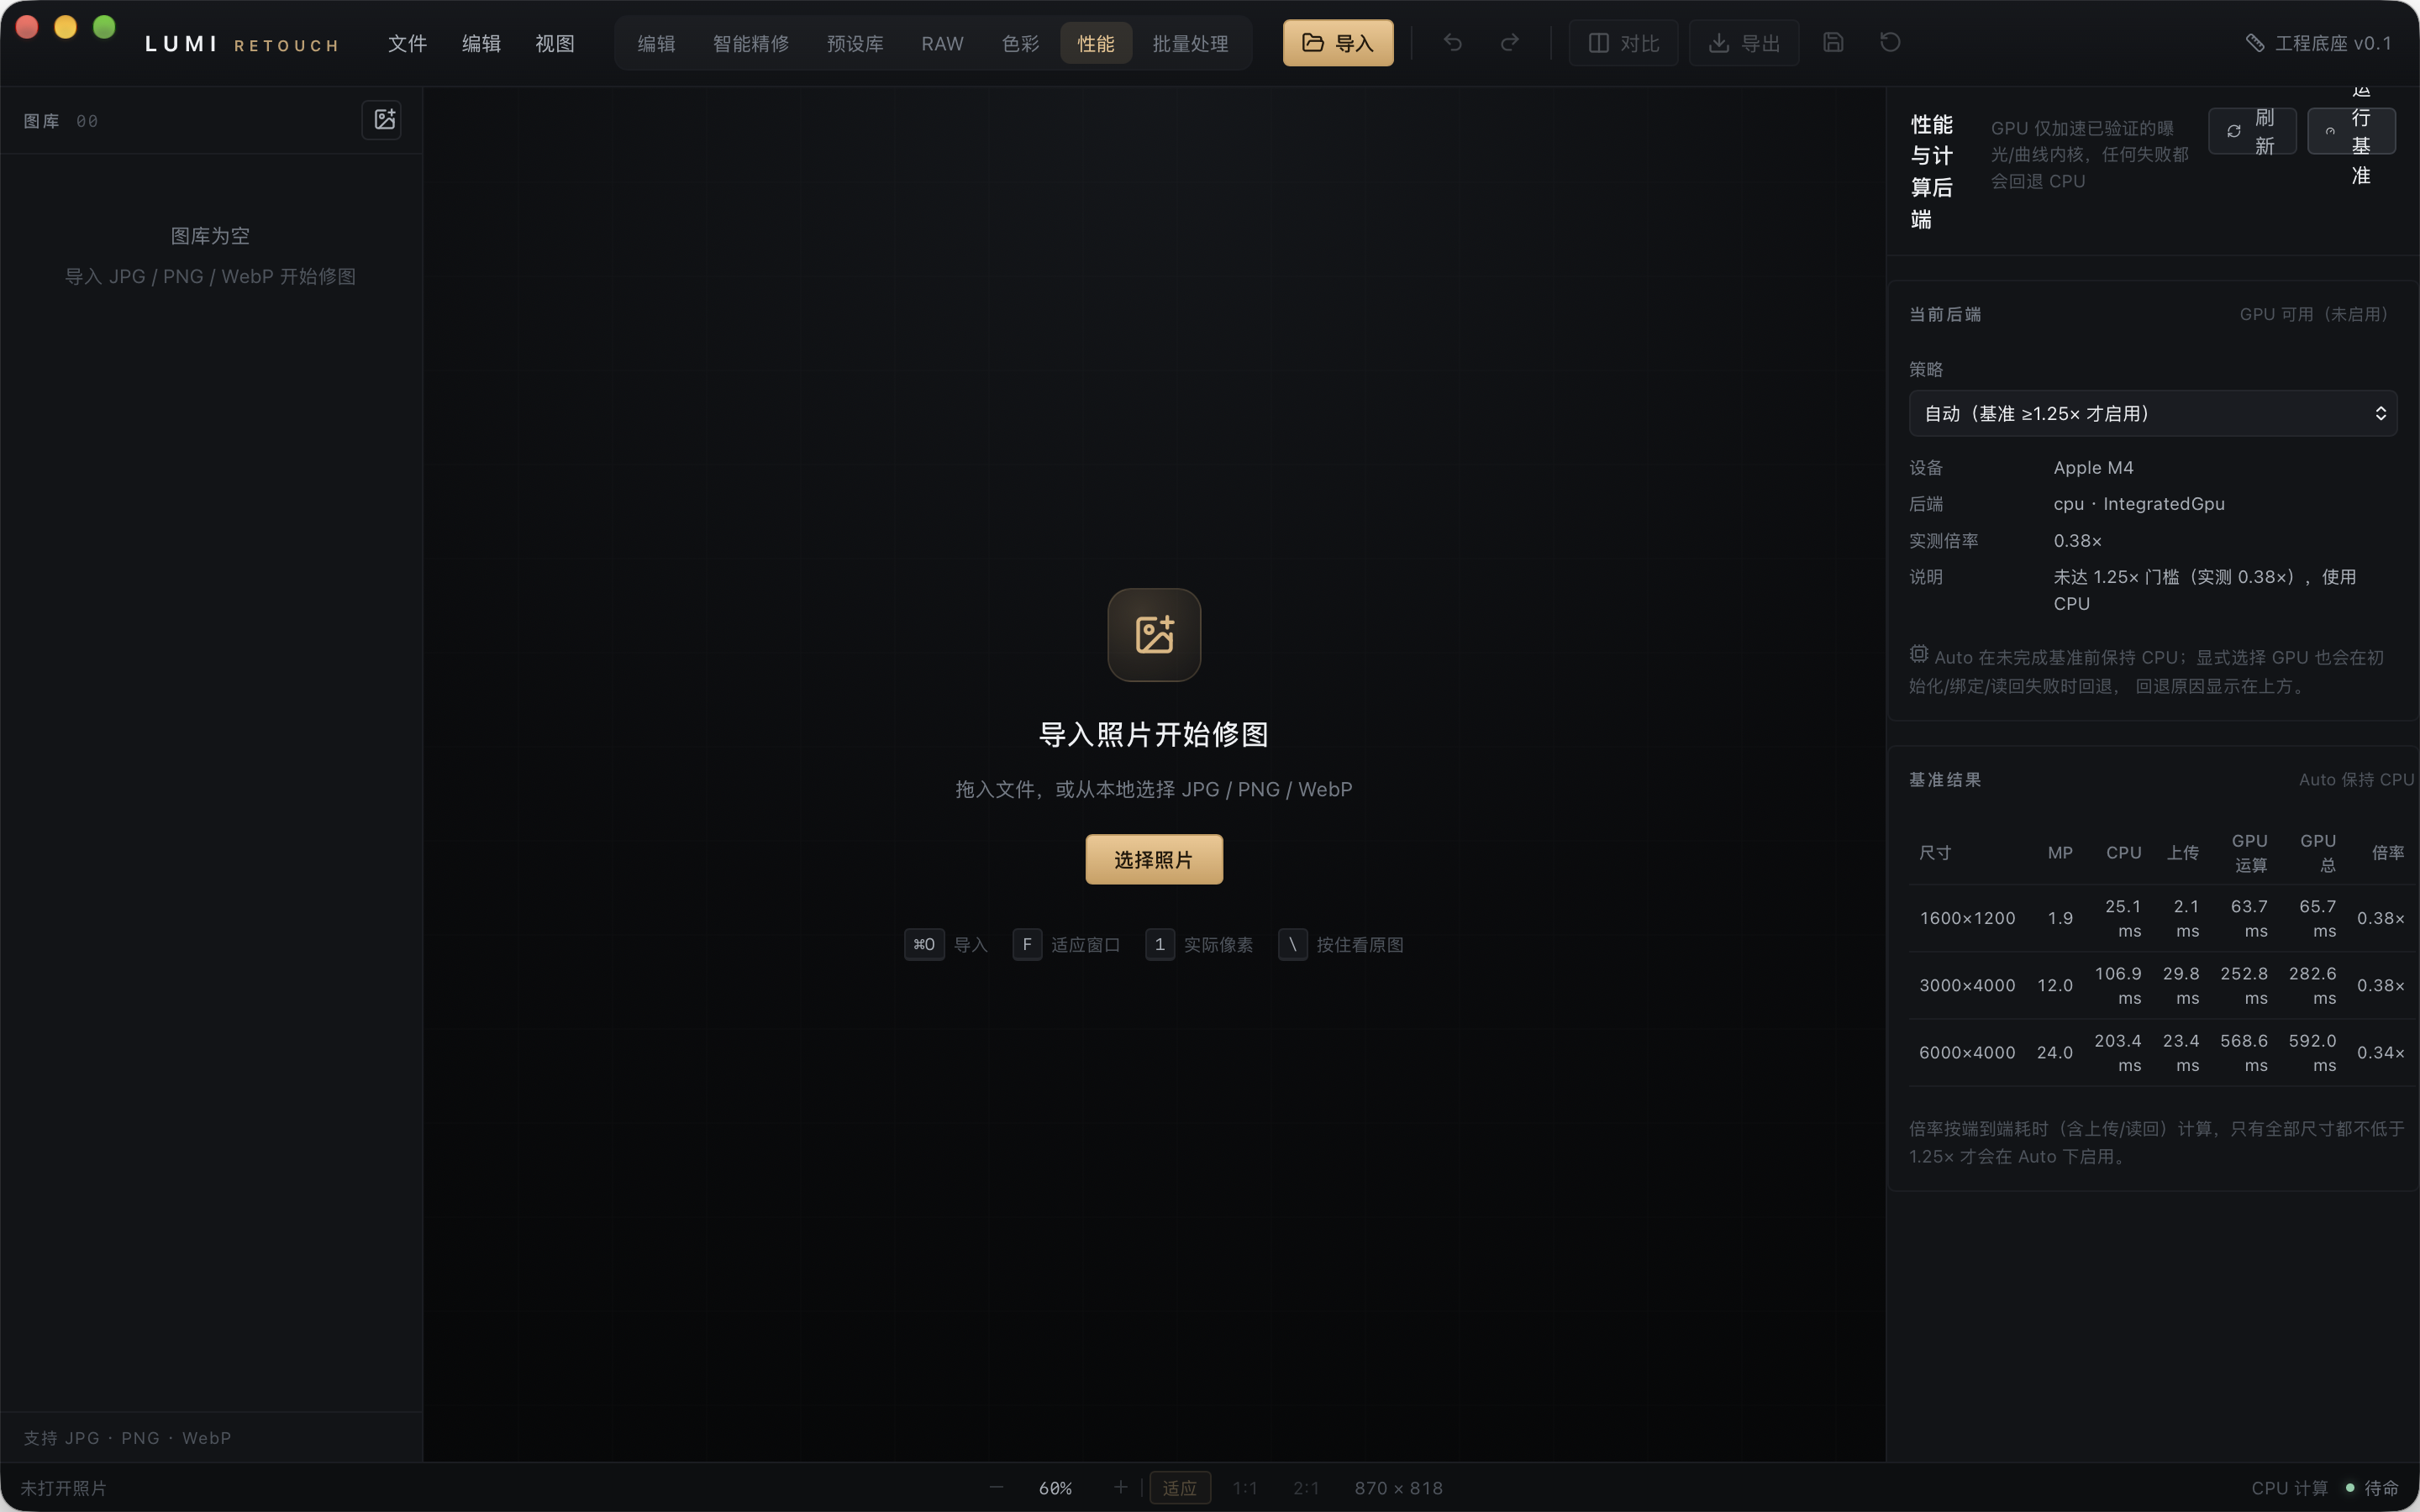 LUMI RETOUCH 文件 编辑 视图 编辑 智能精修 预设库 RAW 色彩 性能 批量处理 导入 对比 导出 工程底座 v0.1
图库 00
图库为空
导入 JPG / PNG / WebP 开始修图
支持 JPG · PNG · WebP
导入照片开始修图
拖入文件，或从本地选择 JPG / PNG / WebP
选择照片
⌘O 导入 F 适应窗口 1 实际像素 \ 按住看原图
性能
与计
算后
端
GPU 仅加速已验证的曝
光/曲线内核，任何失败都
会回退 CPU
刷
新
运
行
基
准
当前后端 GPU 可用（未启用）
策略
自动（基准 ≥1.25× 才启用）
设备 Apple M4
后端 cpu · IntegratedGpu
实测倍率 0.38×
说明 未达 1.25× 门槛（实测 0.38×），使用
CPU
Auto 在未完成基准前保持 CPU；显式选择 GPU 也会在初
始化/绑定/读回失败时回退， 回退原因显示在上方。
基准结果 Auto 保持 CPU
尺寸 MP CPU 上传 GPU 运算 GPU 总 倍率
1600×1200 1.9 25.1 ms 2.1 ms 63.7 ms 65.7 ms 0.38×
3000×4000 12.0 106.9 ms 29.8 ms 252.8 ms 282.6 ms 0.38×
6000×4000 24.0 203.4 ms 23.4 ms 568.6 ms 592.0 ms 0.34×
倍率按端到端耗时（含上传/读回）计算，只有全部尺寸都不低于
1.25× 才会在 Auto 下启用。
未打开照片 60% 适应 1:1 2:1 870 × 818 CPU 计算 待命